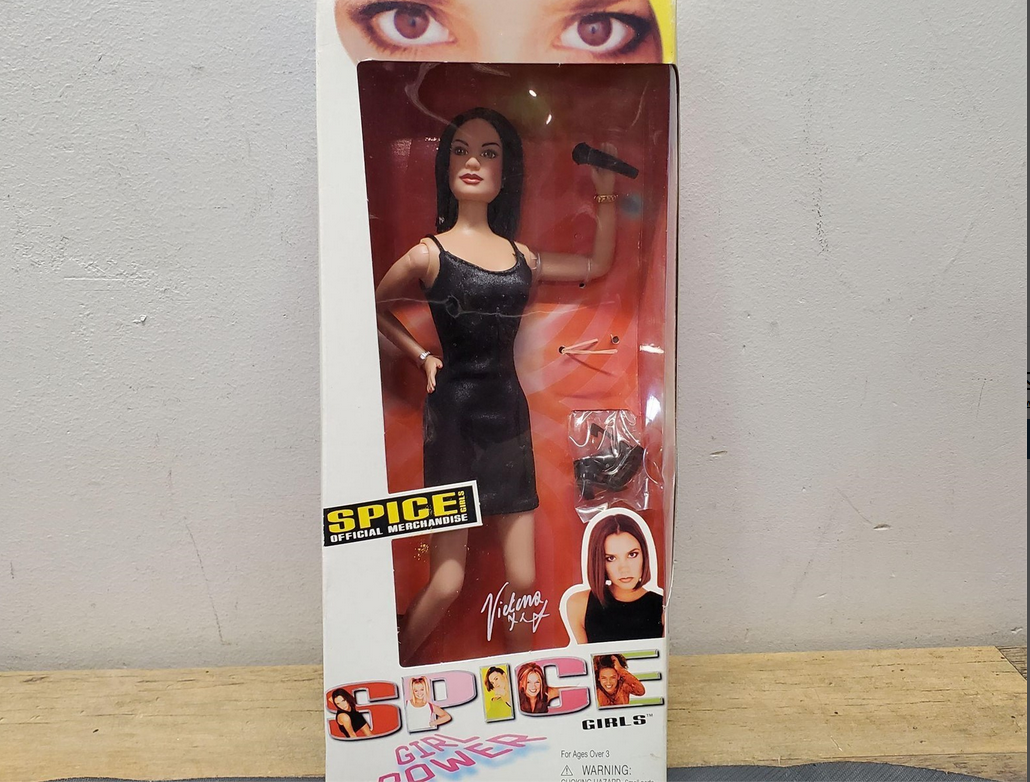 SPICE GIRLS
OFFICIAL MERCHANDISE
Victoria
SPICE
GIRLS™
GIRL
POWER
For Ages Over 3
⚠ WARNING: